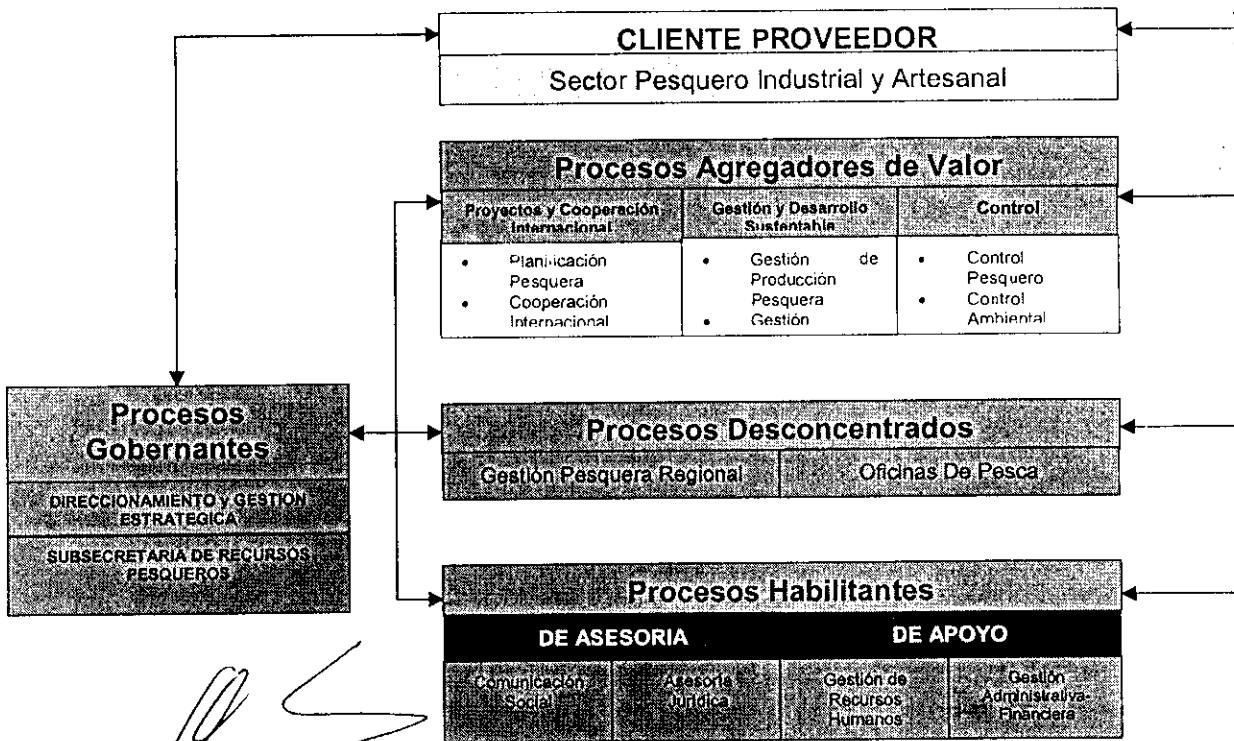 CLIENTE PROVEEDOR
Sector Pesquero Industrial y Artesanal
Procesos Agregadores de Valor
Proyectos y Cooperación
Internacional
Gestión y Desarrollo
Sustentable
Control
• Planificación
Pesquera
• Cooperación
Internacional
• Gestión de
Producción
Pesquera
• Gestión
• Control
Pesquero
• Control
Ambiental
Procesos
Gobernantes
DIRECCIONAMIENTO y GESTION
ESTRATEGICA
SUBSECRETARIA DE RECURSOS
PESQUEROS
Procesos Desconcentrados
Gestión Pesquera Regional
Oficinas De Pesca
Procesos Habilitantes
DE ASESORIA
DE APOYO
Comunicación
Social
Asesoría
Jurídica
Gestión de
Recursos
Humanos
Gestión
Administrativa-
Financiera